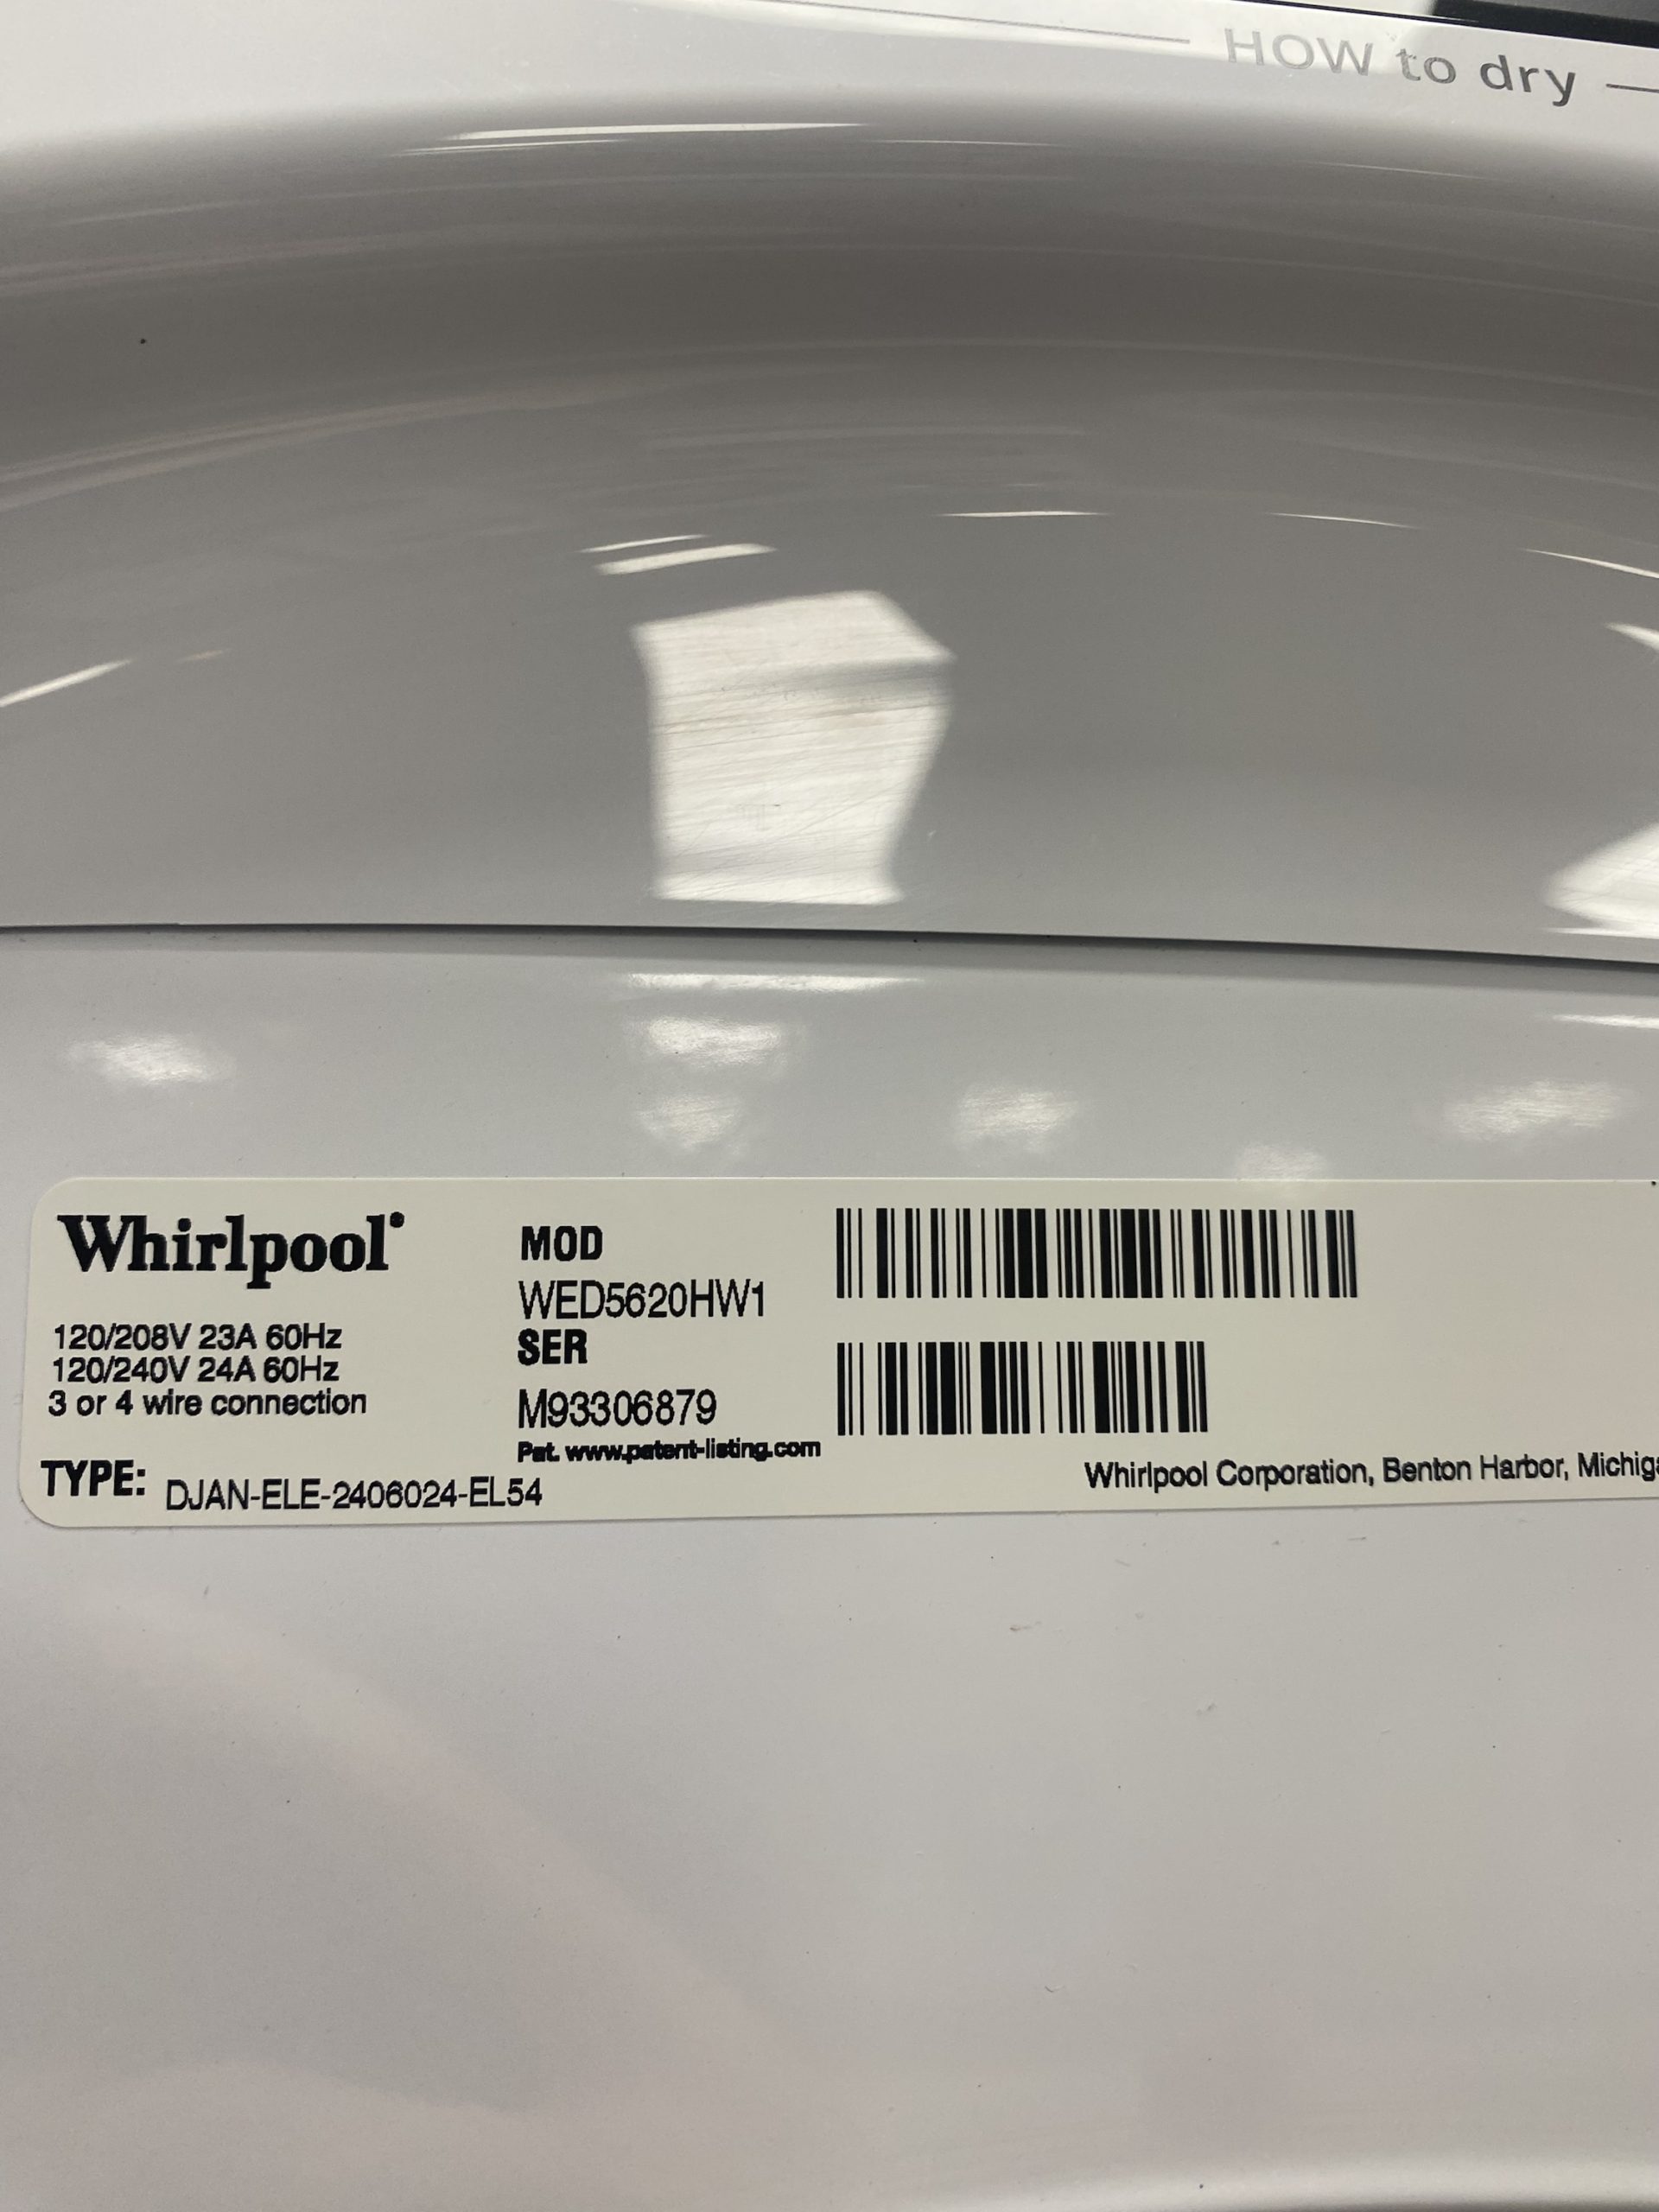 HOW to dry
Whirlpool
MOD
WED5620HW1
120/208V 23A 60Hz
120/240V 24A 60Hz
3 or 4 wire connection
SER
M93306879
Pat. www.patent-listing.com
TYPE: DJAN-ELE-2406024-EL54
Whirlpool Corporation, Benton Harbor, Michiga